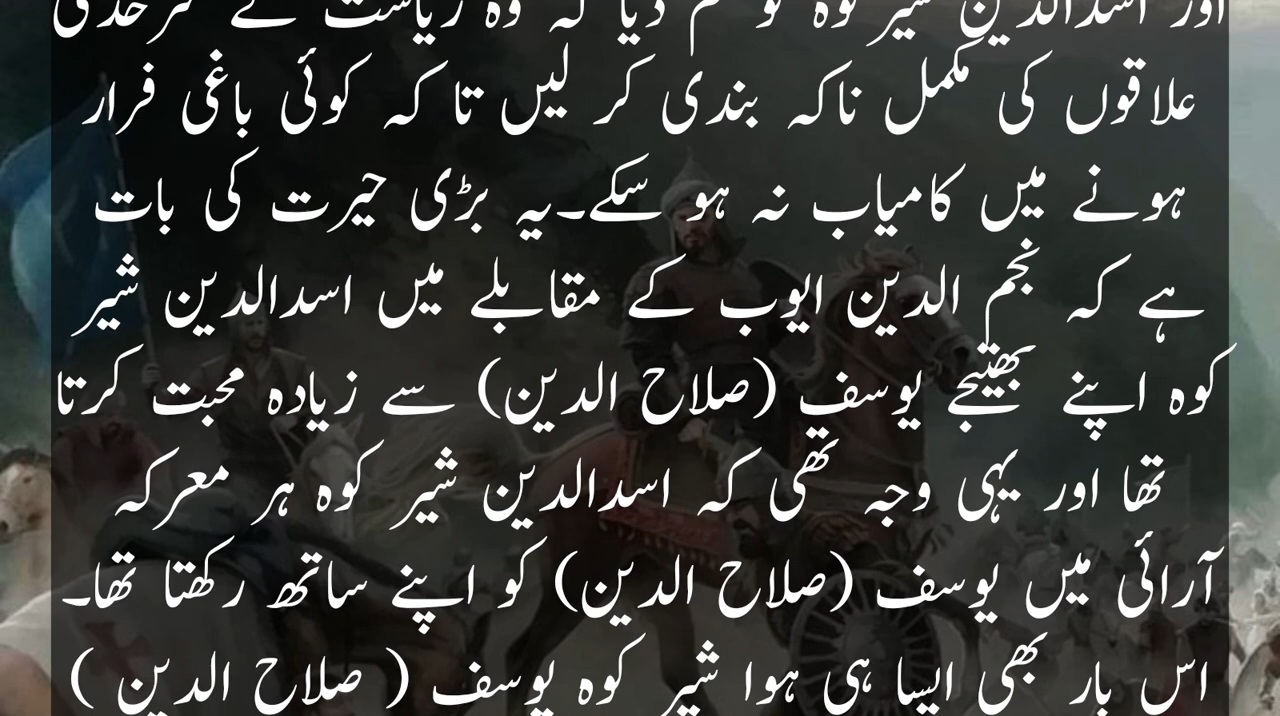 اور اسدالدین شیر کوہ کو حکم دیا کہ وہ ریاست کے سرحدی
علاقوں کی مکمل ناکہ بندی کر لیں تا کہ کوئی باغی فرار
ہونے میں کامیاب نہ ہو سکے۔یہ بڑی حیرت کی بات
ہے کہ نجم الدین ایوب کے مقابلے میں اسدالدین شیر
کوہ اپنے بھتیجے یوسف (صلاح الدین) سے زیادہ محبت کرتا
تھا اور یہی وجہ تھی کہ اسدالدین شیر کوہ ہر معرکہ
آرائی میں یوسف (صلاح الدین) کو اپنے ساتھ رکھتا تھا۔
اس بار بھی ایسا ہی ہوا شیر کوہ یوسف ( صلاح الدین )